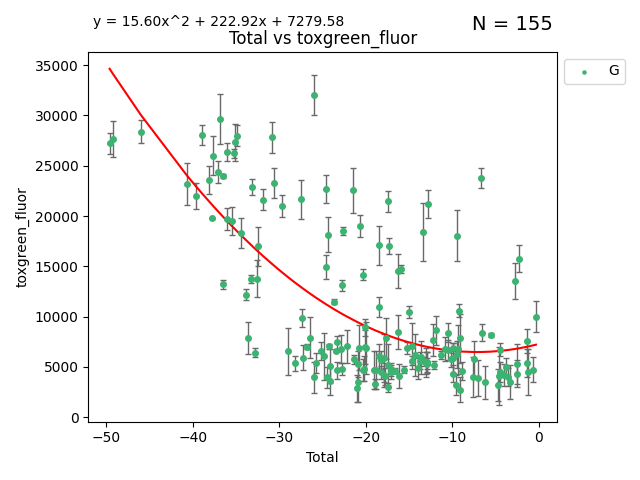 y = 15.60x^2 + 222.92x + 7279.58
N = 155
Total vs toxgreen_fluor
G
35000
30000
25000
20000
15000
10000
5000
0
toxgreen_fluor
−50 −40 −30 −20 −10 0
Total